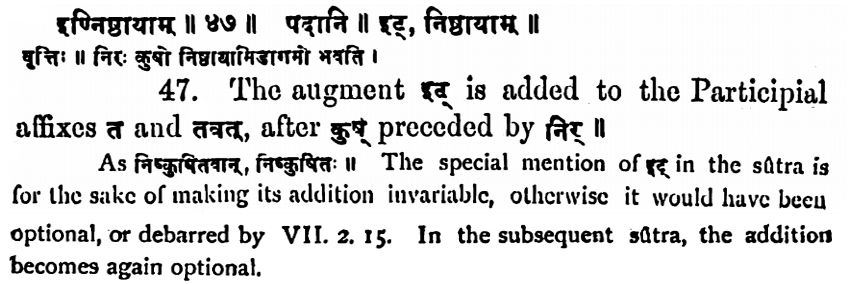 इण्निष्ठायाम् ॥ ४७ ॥ पदानि ॥ इट्, निष्ठायाम् ॥
वृत्तिः ॥ निरः कुषो निष्ठायामिडागमो भवति ।
47. The augment इट् is added to the Participial
affixes त and तवत्, after कुष् preceded by निर् ॥
As निष्कुषितवान्, निष्कुषितः ॥ The special mention of इट् in the sûtra is
for the sake of making its addition invariable, otherwise it would have been
optional, or debarred by VII. 2. 15. In the subsequent sûtra, the addition
becomes again optional.